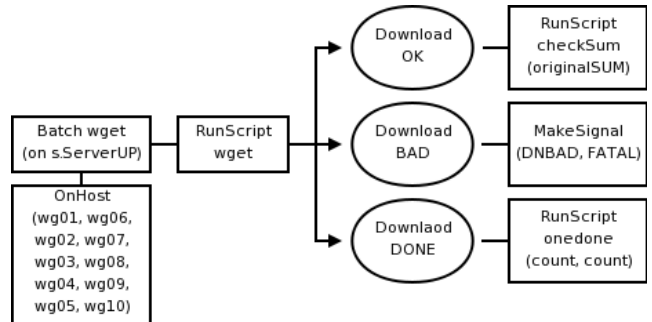 Batch wget
(on s.ServerUP)
OnHost
(wg01, wg06,
wg02, wg07,
wg03, wg08,
wg04, wg09,
wg05, wg10)
RunScript
wget
Download
OK
RunScript
checkSum
(originalSUM)
Download
BAD
MakeSignal
(DNBAD, FATAL)
Downlaod
DONE
RunScript
onedone
(count, count)